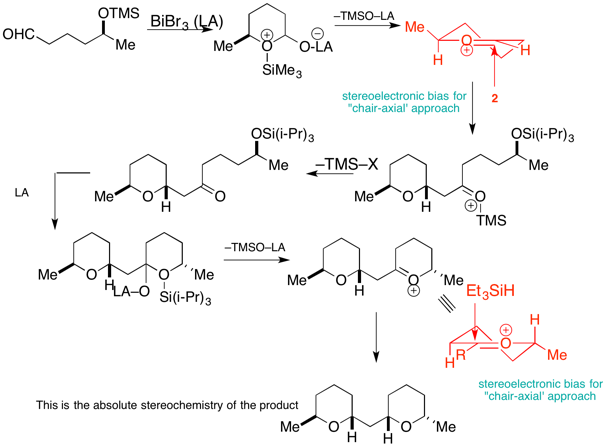 OTMS
OHC
Me
BiBr3 (LA)
Me
O
⊕
SiMe3
⊖
O-LA
–TMSO–LA
Me
H
O
⊕
H
2
stereoelectronic bias for
"chair-axial' approach
OSi(i-Pr)3
Me
O
H
O
Me
–TMS–X
OSi(i-Pr)3
Me
O
H
O
⊕
TMS
Me
LA
Me
O
H
LA–O
O
Si(i-Pr)3
Me
–TMSO–LA
Me
O
H
O
⊕
Me
Et3SiH
H
R
O
⊕
H
Me
stereoelectronic bias for
"chair-axial' approach
This is the absolute stereochemistry of the product
Me
O
H
H
O
Me